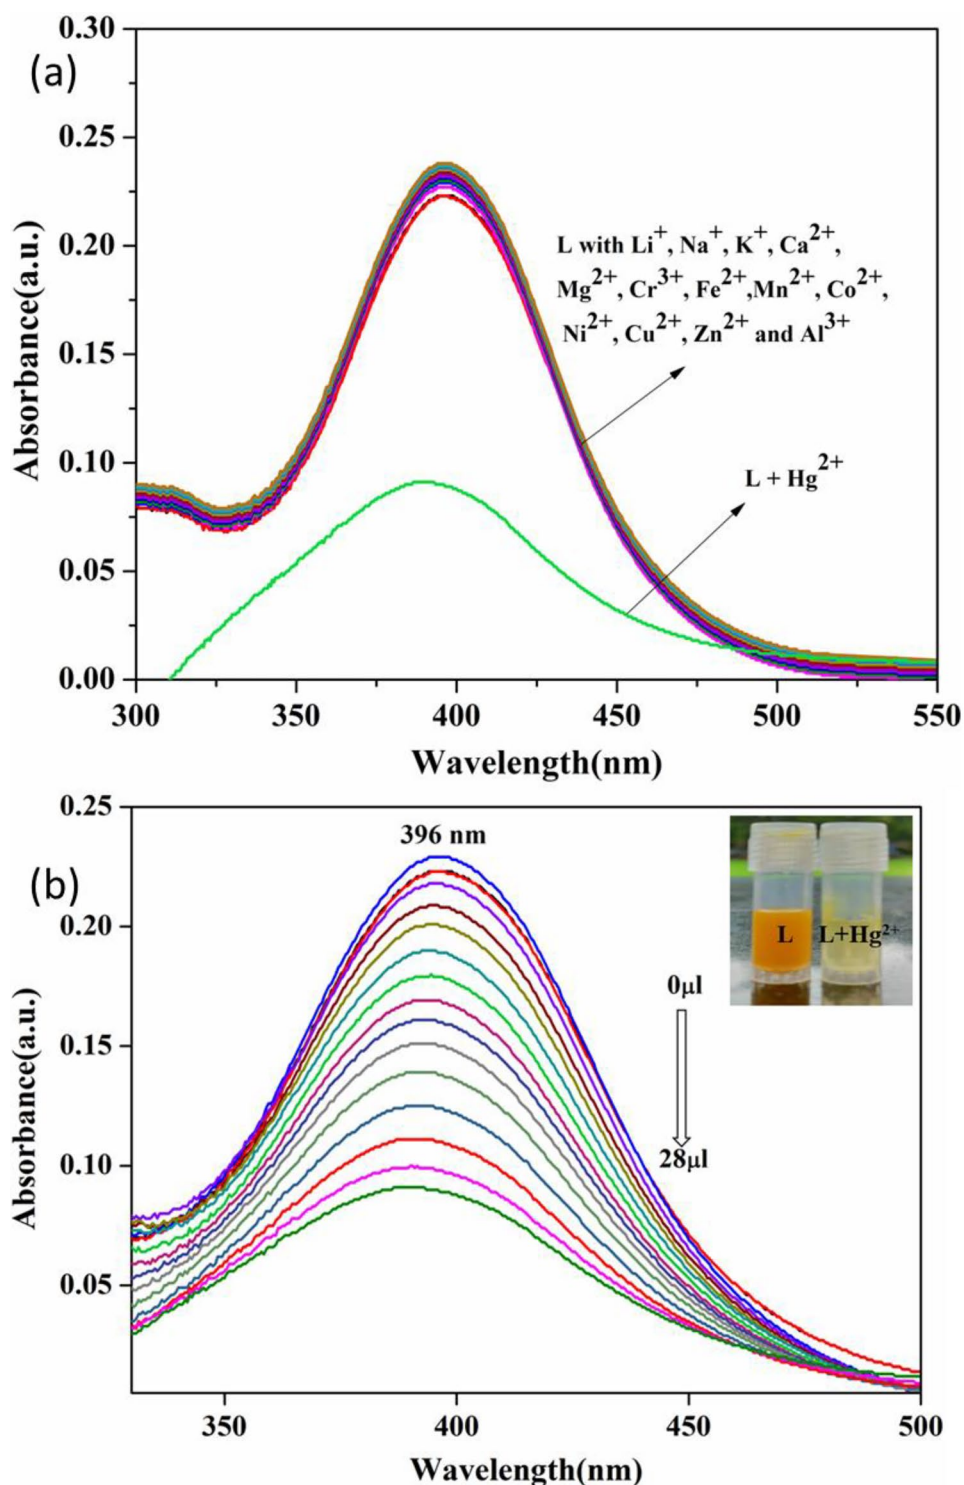 (a)
0.30
0.25
0.20
0.15
0.10
0.05
0.00
Absorbance(a.u.)
L with Li⁺, Na⁺, K⁺, Ca²⁺,
Mg²⁺, Cr³⁺, Fe²⁺,Mn²⁺, Co²⁺,
Ni²⁺, Cu²⁺, Zn²⁺ and Al³⁺
L + Hg²⁺
300 350 400 450 500 550
Wavelength(nm)
(b)
0.25
0.20
0.15
0.10
0.05
Absorbance(a.u.)
396 nm
L L+Hg²⁺
0μl
28μl
350 400 450 500
Wavelength(nm)